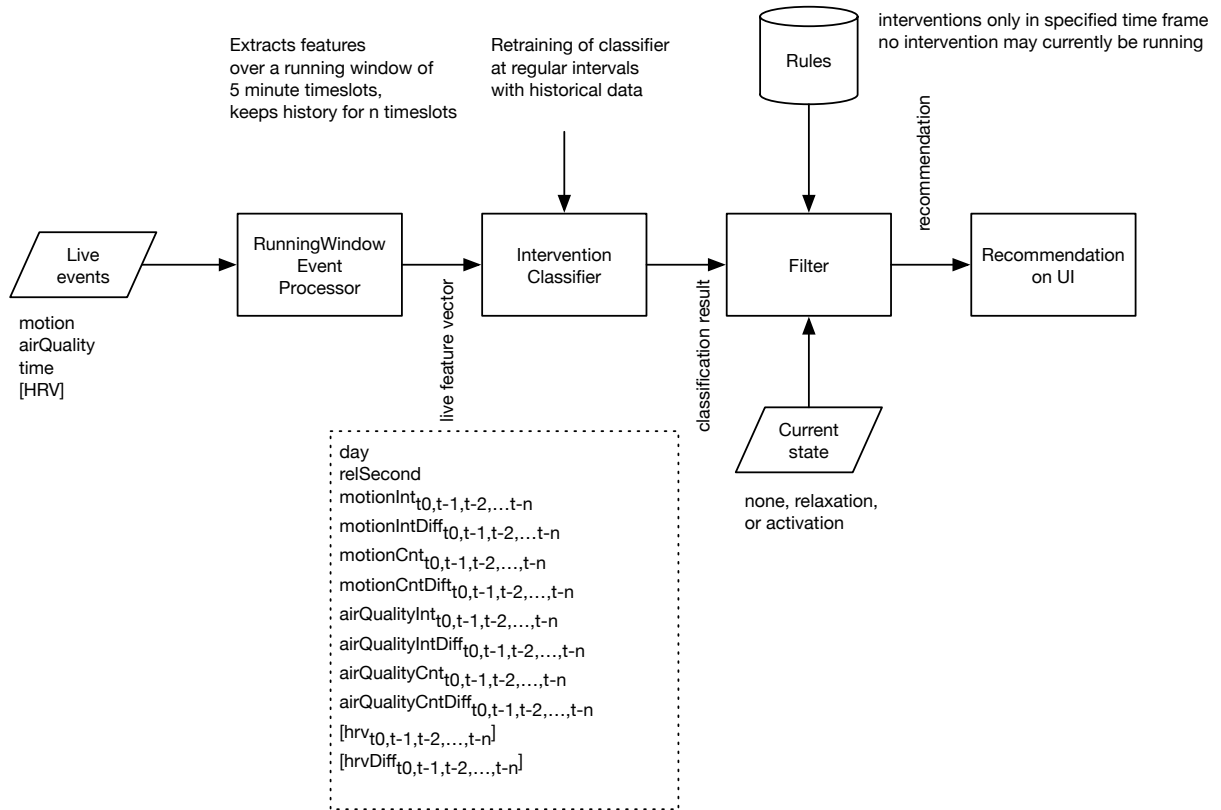 Extracts features
over a running window of
5 minute timeslots,
keeps history for n timeslots
Retraining of classifier
at regular intervals
with historical data
Rules
interventions only in specified time frame
no intervention may currently be running
Live
events
motion
airQuality
time
[HRV]
RunningWindow
Event
Processor
live feature vector
Intervention
Classifier
classification result
Filter
recommendation
Recommendation
on UI
Current
state
none, relaxation,
or activation
day
relSecond
motionInt t0,t-1,t-2,…t-n
motionIntDiff t0,t-1,t-2,…t-n
motionCnt t0,t-1,t-2,…,t-n
motionCntDift t0,t-1,t-2,…,t-n
airQualityInt t0,t-1,t-2,…,t-n
airQualityIntDiff t0,t-1,t-2,…,t-n
airQualityCnt t0,t-1,t-2,…,t-n
airQualityCntDiff t0,t-1,t-2,…,t-n
[hrv t0,t-1,t-2,…,t-n]
[hrvDiff t0,t-1,t-2,…,t-n]